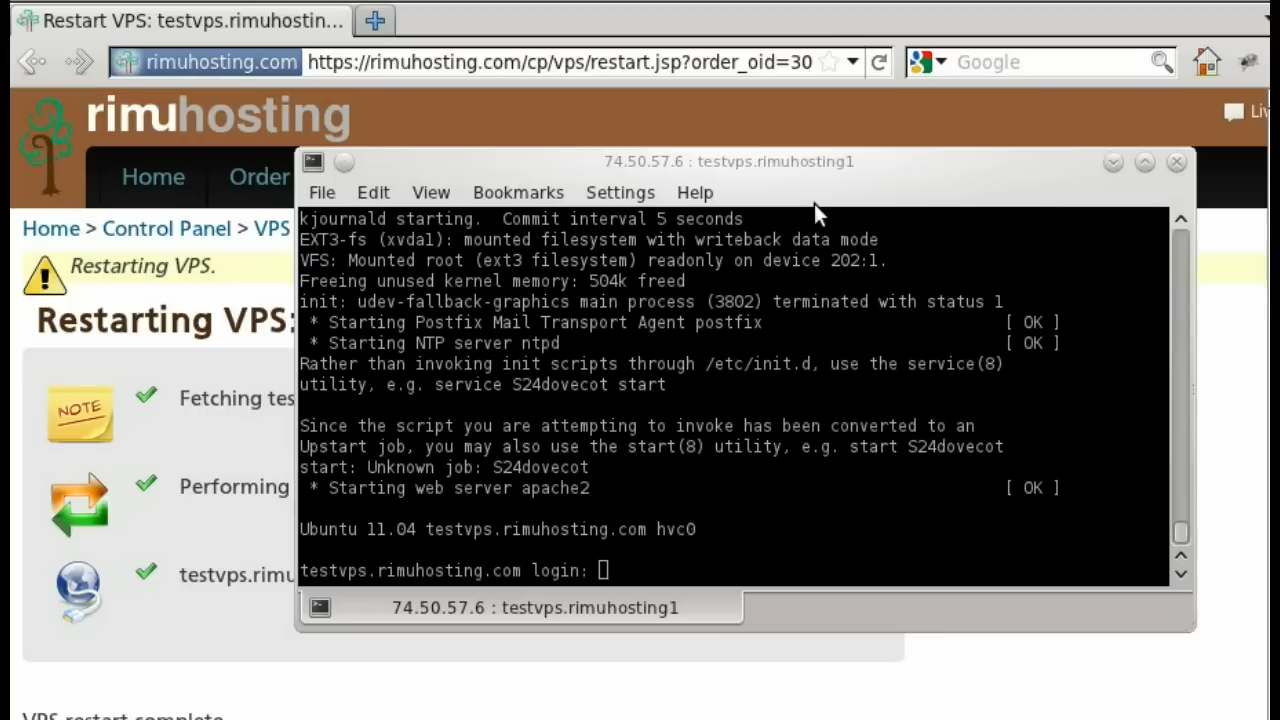 Restart VPS: testvps.rimuhostin...
rimuhosting.com https://rimuhosting.com/cp/vps/restart.jsp?order_oid=30
Google
rimuhosting
Home Order
Home > Control Panel > VPS
Restarting VPS.
Restarting VPS:
NOTE
Fetching tes
Performing
testvps.rimu
74.50.57.6 : testvps.rimuhosting1
File Edit View Bookmarks Settings Help
kjournald starting.  Commit interval 5 seconds
EXT3-fs (xvda1): mounted filesystem with writeback data mode
VFS: Mounted root (ext3 filesystem) readonly on device 202:1.
Freeing unused kernel memory: 504k freed
init: udev-fallback-graphics main process (3802) terminated with status 1
* Starting Postfix Mail Transport Agent postfix [ OK ]
* Starting NTP server ntpd [ OK ]
Rather than invoking init scripts through /etc/init.d, use the service(8)
utility, e.g. service S24dovecot start
Since the script you are attempting to invoke has been converted to an
Upstart job, you may also use the start(8) utility, e.g. start S24dovecot
start: Unknown job: S24dovecot
* Starting web server apache2 [ OK ]
Ubuntu 11.04 testvps.rimuhosting.com hvc0
testvps.rimuhosting.com login:
74.50.57.6 : testvps.rimuhosting1
VPS restart complete